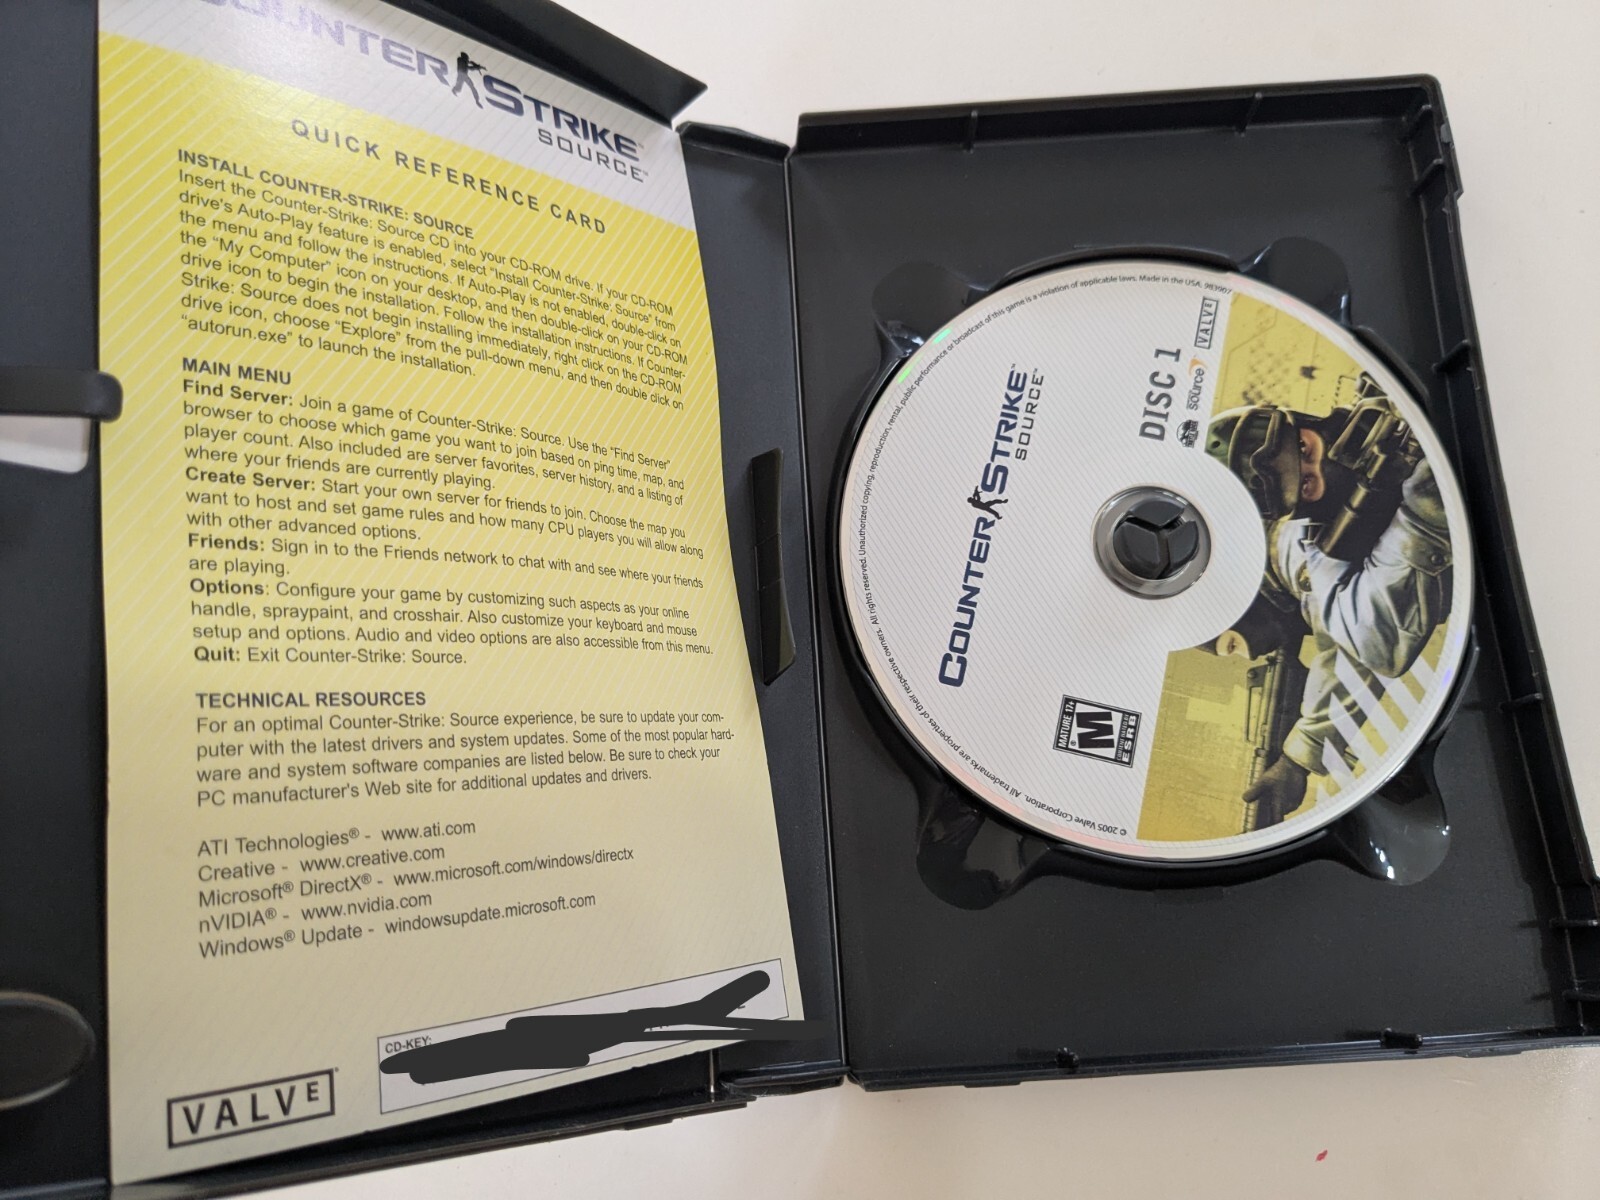 COUNTER STRIKE™
SOURCE™
QUICK REFERENCE CARD
INSTALL COUNTER-STRIKE: SOURCE
Insert the Counter-Strike: Source CD into your CD-ROM drive. If your CD-ROM
drive's Auto-Play feature is enabled, select "Install Counter-Strike: Source" from
the menu and follow the instructions. If Auto-Play is not enabled, double-click on
the "My Computer" icon on your desktop, and then double-click on your CD-ROM
drive icon to begin the installation. Follow the installation instructions. If Counter-
Strike: Source does not begin installing immediately, right click on the CD-ROM
drive icon, choose "Explore" from the pull-down menu, and then double click on
"autorun.exe" to launch the installation.
MAIN MENU
Find Server: Join a game of Counter-Strike: Source. Use the "Find Server"
browser to choose which game you want to join based on ping time, map, and
player count. Also included are server favorites, server history, and a listing of
where your friends are currently playing.
Create Server: Start your own server for friends to join. Choose the map you
want to host and set game rules and how many CPU players you will allow along
with other advanced options.
Friends: Sign in to the Friends network to chat with and see where your friends
are playing.
Options: Configure your game by customizing such aspects as your online
handle, spraypaint, and crosshair. Also customize your keyboard and mouse
setup and options. Audio and video options are also accessible from this menu.
Quit: Exit Counter-Strike: Source.
TECHNICAL RESOURCES
For an optimal Counter-Strike: Source experience, be sure to update your com-
puter with the latest drivers and system updates. Some of the most popular hard-
ware and system software companies are listed below. Be sure to check your
PC manufacturer's Web site for additional updates and drivers.
ATI Technologies® - www.ati.com
Creative - www.creative.com
Microsoft® DirectX® - www.microsoft.com/windows/directx
nVIDIA® - www.nvidia.com
Windows® Update - windowsupdate.microsoft.com
CD-KEY:
VALVE
COUNTER STRIKE™
SOURCE™
DISC 1
source
VALVE
MATURE 17+
M®
ESRB
© 2005 Valve Corporation. All trademarks are properties of their respective owners. All rights reserved. Unauthorized copying, reproduction, rental, public performance or broadcast of this game is a violation of applicable laws. Made in the USA. 983907